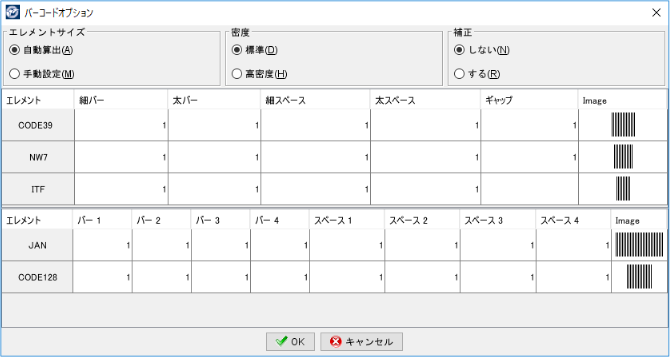 バーコードオプション
エレメントサイズ 密度 補正
自動算出(A) 標準(D) しない(N)
手動設定(M) 高密度(H) する(R)
エレメント 細バー 太バー 細スペース 太スペース ギャップ Image
CODE39 1 1 1 1 1
NW7 1 1 1 1 1
ITF 1 1 1 1
エレメント バー 1 バー 2 バー 3 バー 4 スペース 1 スペース 2 スペース 3 スペース 4 Image
JAN 1 1 1 1 1 1 1 1
CODE128 1 1 1 1 1 1 1 1
OK キャンセル